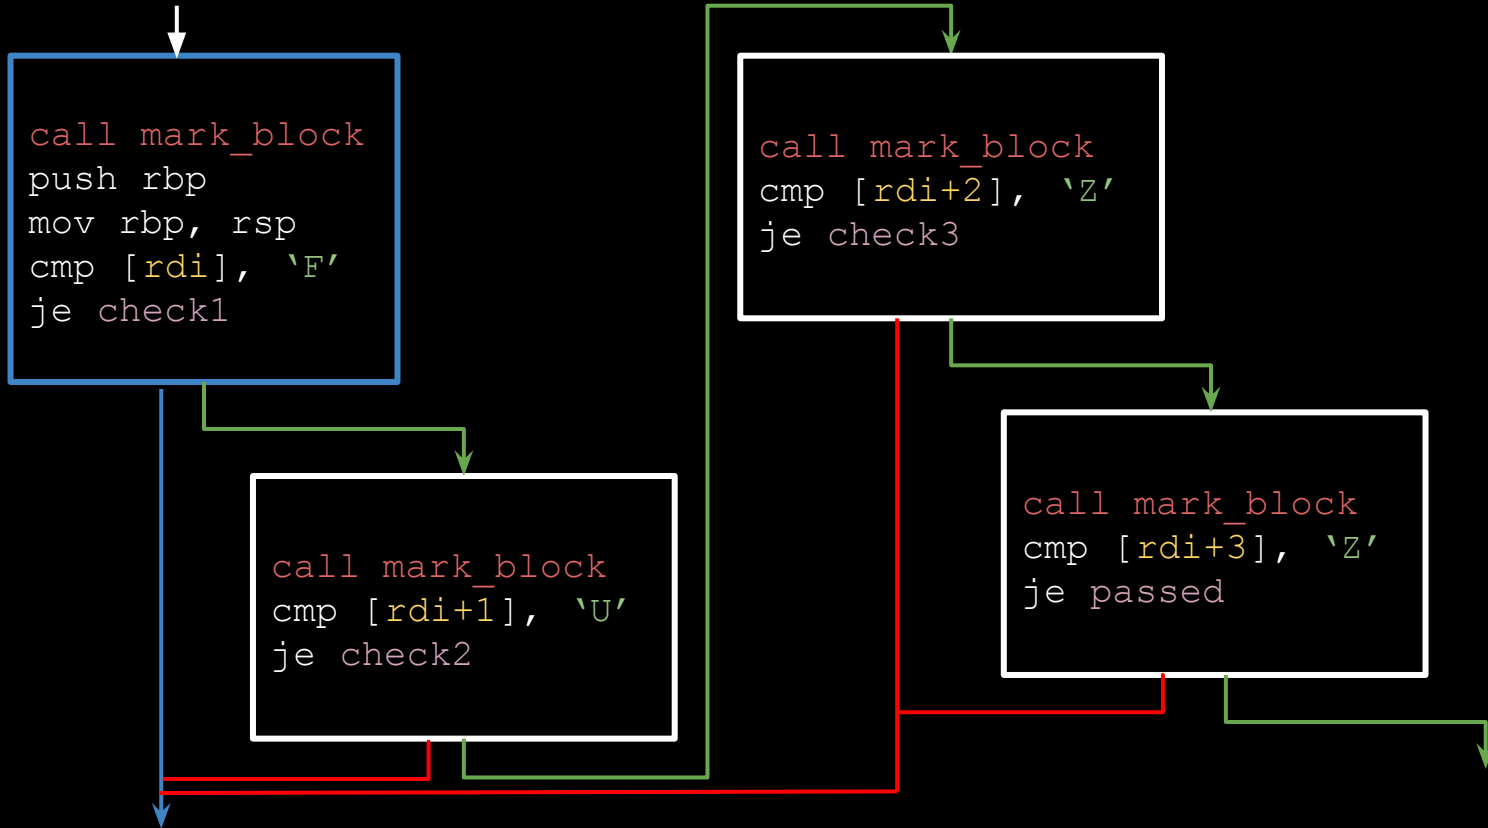 call mark_block
push rbp
mov rbp, rsp
cmp [rdi], ‵F′
je check1
call mark_block
cmp [rdi+1], ‵U′
je check2
call mark_block
cmp [rdi+2], ‵Z′
je check3
call mark_block
cmp [rdi+3], ‵Z′
je passed